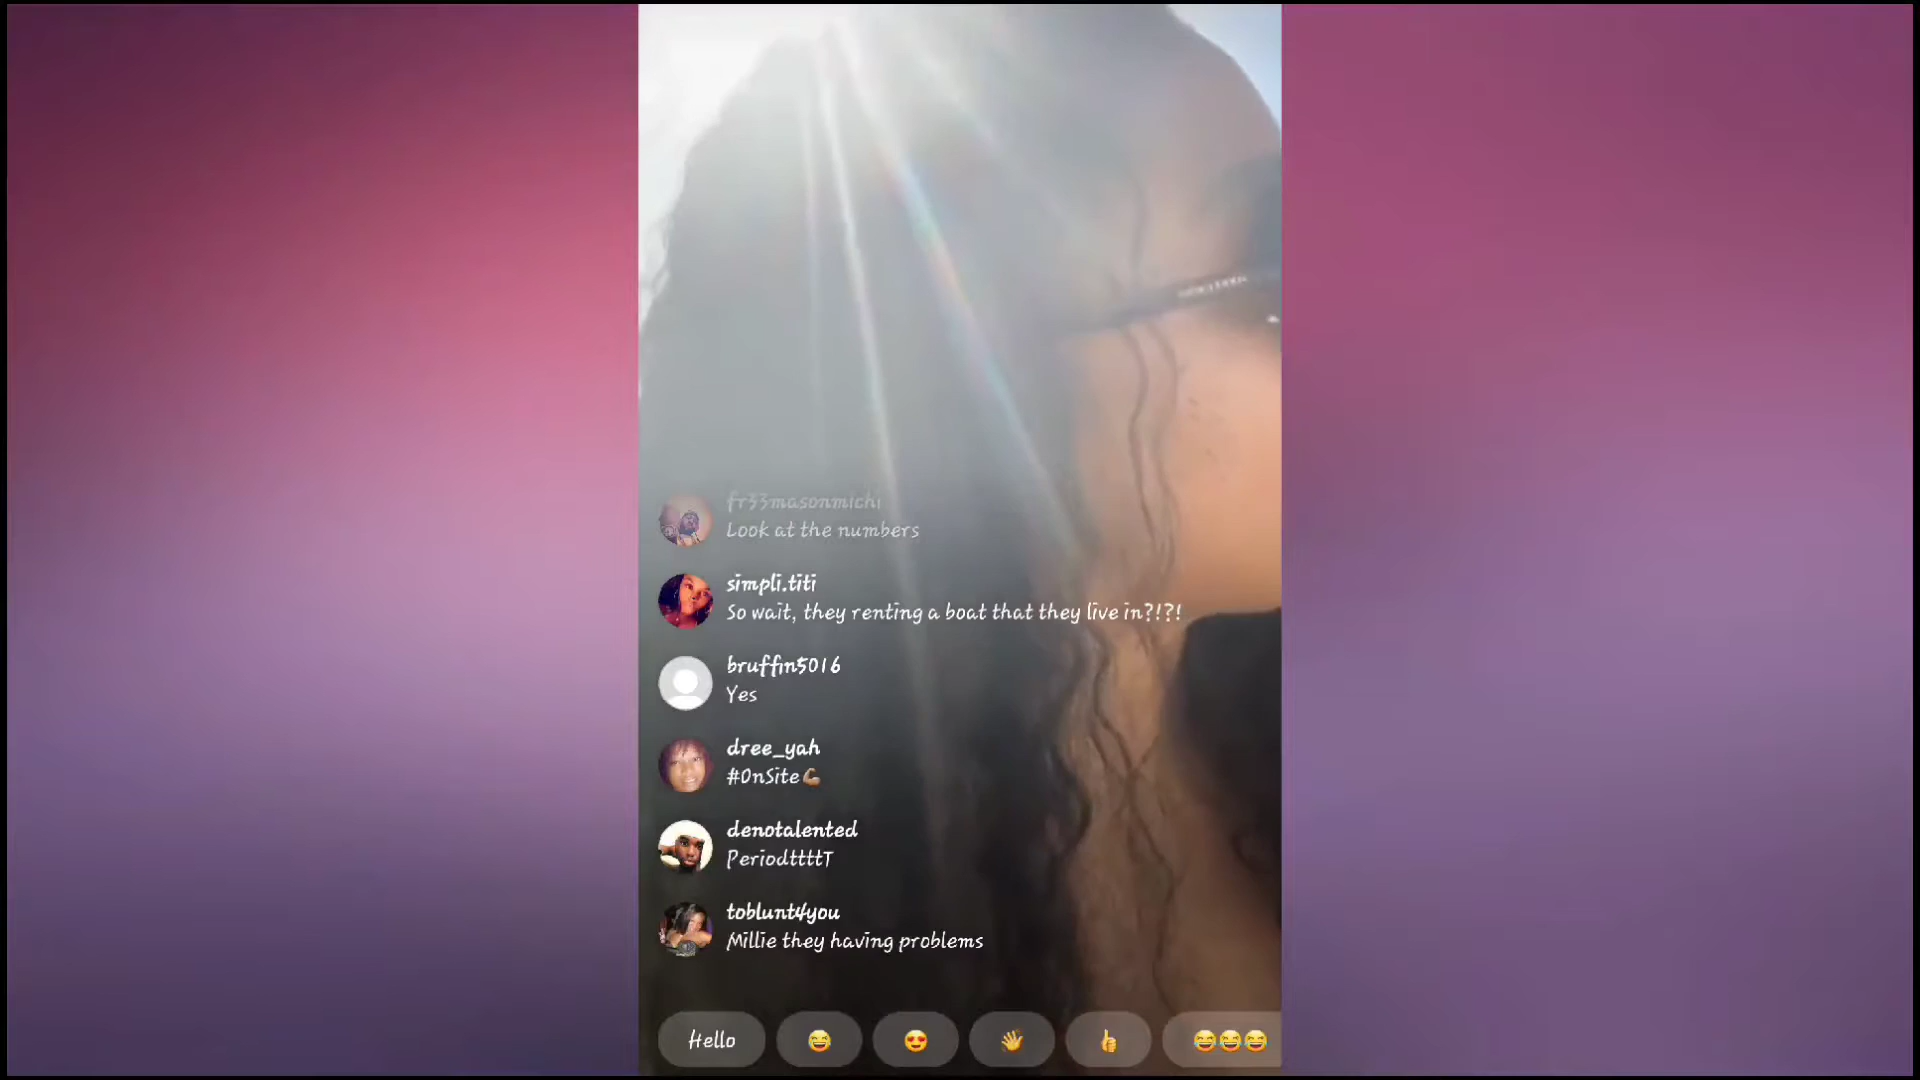 fr33masonmichi
Look at the numbers
simpli.titi
So wait, they renting a boat that they live in?!?!
bruffin5016
Yes
dree_yah
#OnSite💪🏽
denotalented
PeriodttttT
toblunt4you
Millie they having problems
Hello 😂 😍 👋 👍 😂😂😂